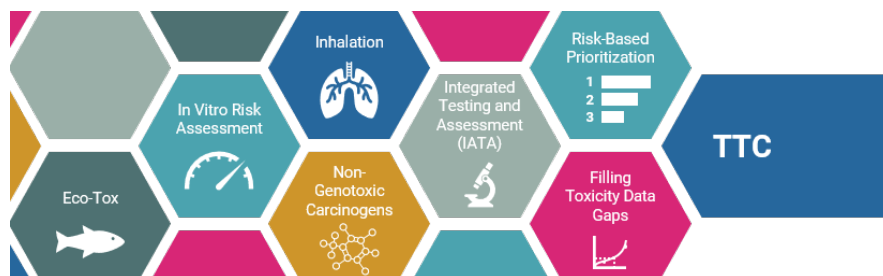 Inhalation
Risk-Based
Prioritization
1
2
3
In Vitro Risk
Assessment
Integrated
Testing and
Assessment
(IATA)
TTC
Eco-Tox
Non-
Genotoxic
Carcinogens
Filling
Toxicity Data
Gaps